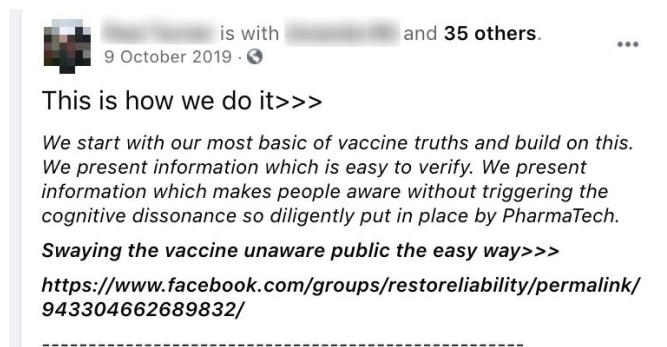 is with and 35 others.
9 October 2019 ·
This is how we do it>>>
We start with our most basic of vaccine truths and build on this.
We present information which is easy to verify. We present
information which makes people aware without triggering the
cognitive dissonance so diligently put in place by PharmaTech.
Swaying the vaccine unaware public the easy way>>>
https://www.facebook.com/groups/restoreliability/permalink/
943304662689832/
----------------------------------------------------